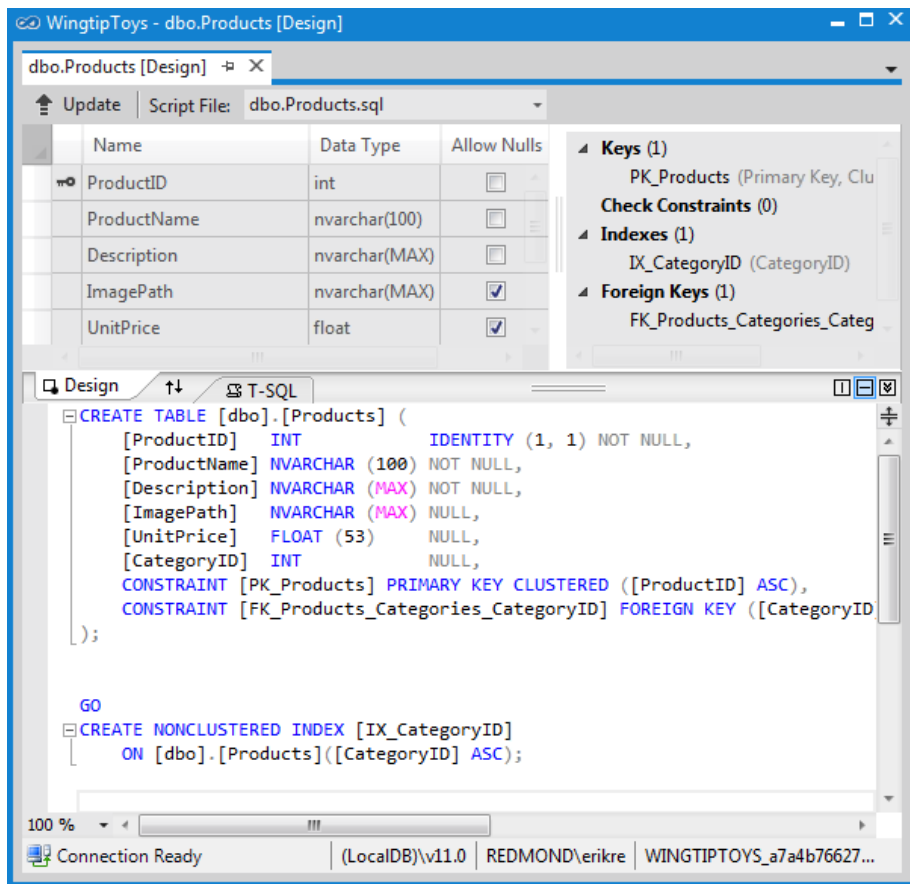 WingtipToys - dbo.Products [Design]
dbo.Products [Design]
Update Script File: dbo.Products.sql
Name Data Type Allow Nulls
ProductID int
ProductName nvarchar(100)
Description nvarchar(MAX)
ImagePath nvarchar(MAX)
UnitPrice float
Keys (1)
PK_Products (Primary Key, Clu
Check Constraints (0)
Indexes (1)
IX_CategoryID (CategoryID)
Foreign Keys (1)
FK_Products_Categories_Categ
Design T-SQL
CREATE TABLE [dbo].[Products] (
[ProductID] INT IDENTITY (1, 1) NOT NULL,
[ProductName] NVARCHAR (100) NOT NULL,
[Description] NVARCHAR (MAX) NOT NULL,
[ImagePath] NVARCHAR (MAX) NULL,
[UnitPrice] FLOAT (53) NULL,
[CategoryID] INT NULL,
CONSTRAINT [PK_Products] PRIMARY KEY CLUSTERED ([ProductID] ASC),
CONSTRAINT [FK_Products_Categories_CategoryID] FOREIGN KEY ([CategoryID]
);
GO
CREATE NONCLUSTERED INDEX [IX_CategoryID]
ON [dbo].[Products]([CategoryID] ASC);
100 %
Connection Ready (LocalDB)\v11.0 REDMOND\erikre WINGTIPTOYS_a7a4b76627...